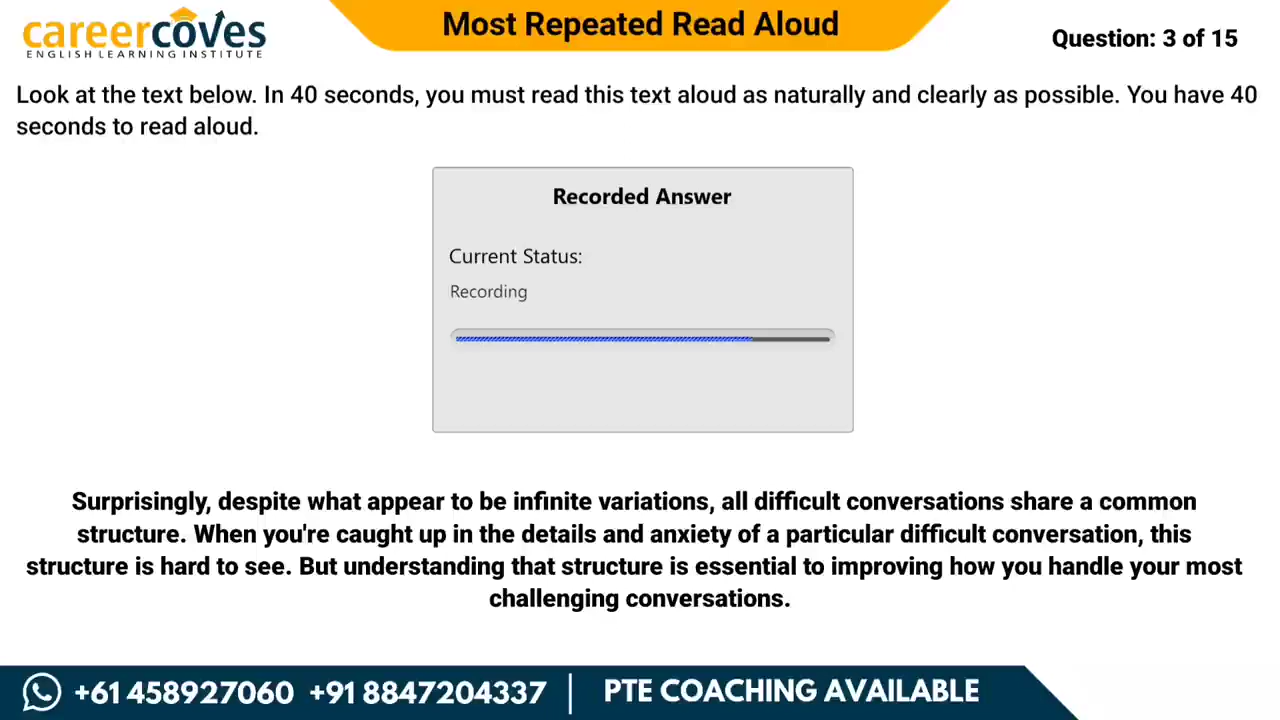 careercoves
ENGLISH LEARNING INSTITUTE
Most Repeated Read Aloud
Question: 3 of 15
Look at the text below. In 40 seconds, you must read this text aloud as naturally and clearly as possible. You have 40
seconds to read aloud.
Recorded Answer
Current Status:
Recording
Surprisingly, despite what appear to be infinite variations, all difficult conversations share a common
structure. When you're caught up in the details and anxiety of a particular difficult conversation, this
structure is hard to see. But understanding that structure is essential to improving how you handle your most
challenging conversations.
+61 458927060 +91 8847204337 | PTE COACHING AVAILABLE